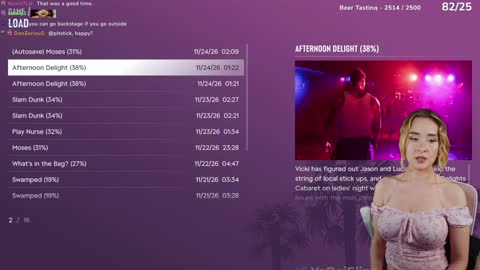 NovivTLG: That was a good time.
Beer Tasting - 2514 / 2500
82/25
GAME
LOAD
you can go backstage if you go outside
DonZerious5: @pitstick, happy?
(Autosave) Moses (31%) 11/24/26 02:09
Afternoon Delight (38%) 11/24/26 01:22
Afternoon Delight (38%) 11/24/26 01:21
Slam Dunk (34%) 11/23/26 02:27
Slam Dunk (34%) 11/23/26 02:21
Play Nurse (32%) 11/23/26 01:34
Moses (31%) 11/22/26 23:28
What's in the Bag? (27%) 11/22/26 04:47
Swamped (19%) 11/21/26 03:34
Swamped (19%) 11/21/26 03:28
2 / 16
AFTERNOON DELIGHT (38%)
Vicki has figured out Jason and
the
string of local stick ups, and
Delights
Cabaret on ladies' night